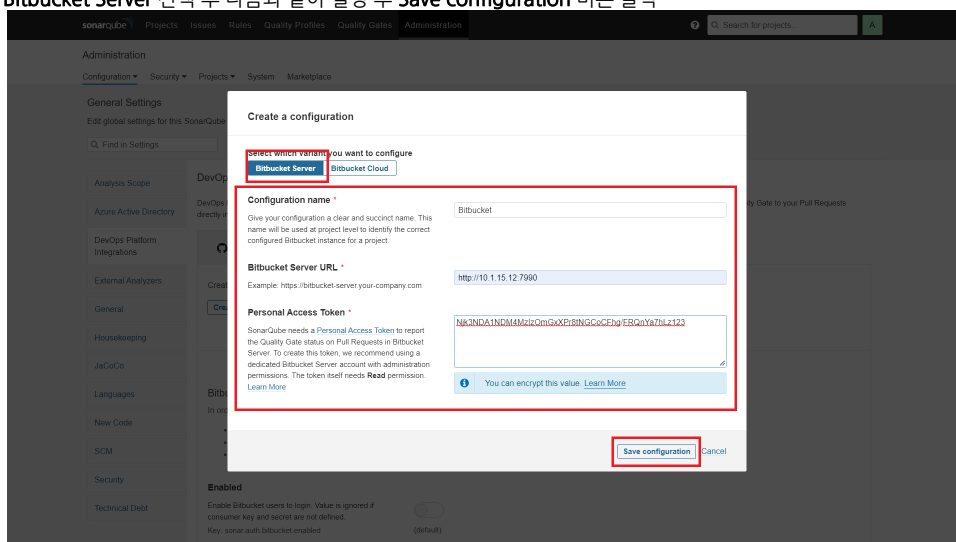 Bitbucket Server 선택 후 다음과 같이 설정 후 Save Configuration 버튼 클릭
sonarqube Projects Issues Rules Quality Profiles Quality Gates Administration
Search for projects...
A
Administration
Configuration Security Projects System Marketplace
General Settings
Edit global settings for this SonarQube
Find in Settings
Analysis Scope
Azure Active Directory
DevOps Platform
Integrations
External Analyzers
General
Housekeeping
JaCoCo
Languages
New Code
SCM
Security
Technical Debt
DevOp
DevOps
directly i
ity Gate to your Pull Requests
Creat
Crea
Bitbu
In ord
Create a configuration
Select which variant you want to configure
Bitbucket Server
Bitbucket Cloud
Configuration name *
Give your configuration a clear and succinct name. This
name will be used at project level to identify the correct
configured Bitbucket instance for a project.
Bitbucket
Bitbucket Server URL *
Example: https://bitbucket-server.your-company.com
http://10.1.15.12:7990
Personal Access Token *
SonarQube needs a Personal Access Token to report
the Quality Gate status on Pull Requests in Bitbucket
Server. To create this token, we recommend using a
dedicated Bitbucket Server account with administration
permissions. The token itself needs Read permission.
Learn More
Njk3NDA1NDM4MzIzOmGxXPr8tNGCoCFhg/FRQnYa7hLz123
You can encrypt this value. Learn More
Save configuration
Cancel
Enabled
Enable Bitbucket users to login. Value is ignored if
consumer key and secret are not defined.
Key: sonar.auth.bitbucket.enabled
(default)